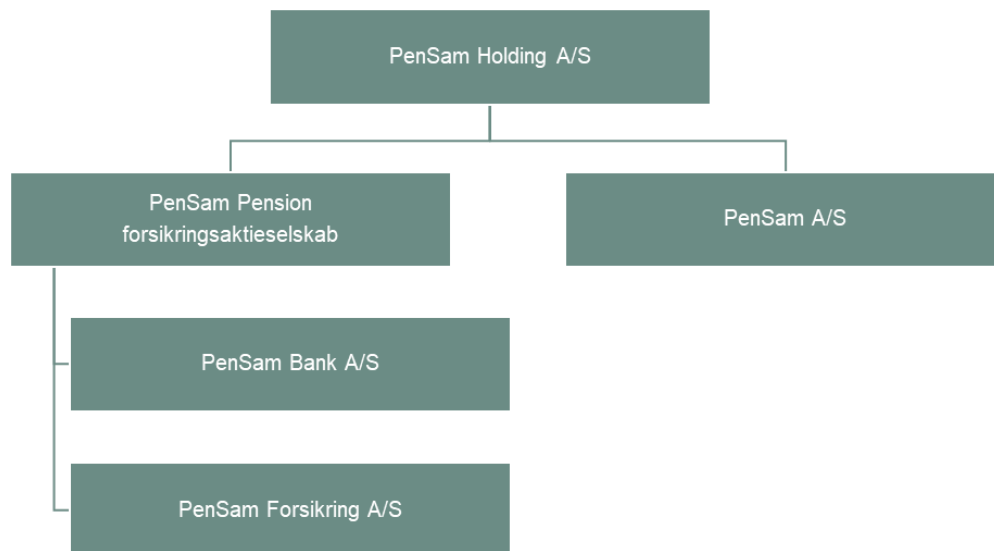 PenSam Holding A/S
PenSam Pension
forsikringsaktieselskab
PenSam A/S
PenSam Bank A/S
PenSam Forsikring A/S